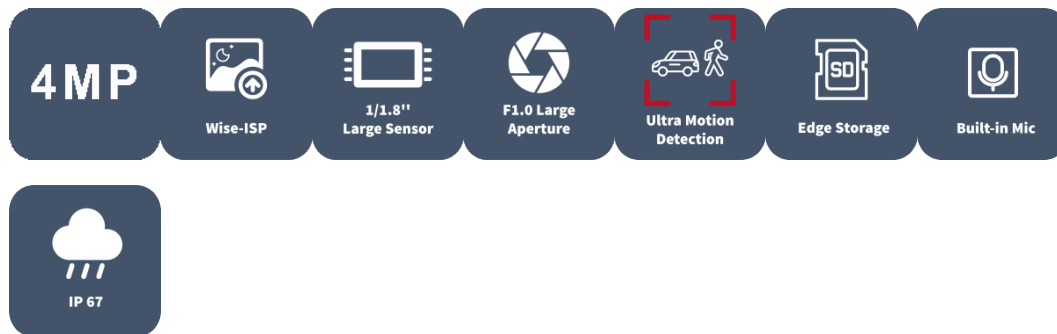 4MP
Wise-ISP
1/1.8''
Large Sensor
F1.0 Large
Aperture
Ultra Motion
Detection
SD
Edge Storage
Built-in Mic
IP 67